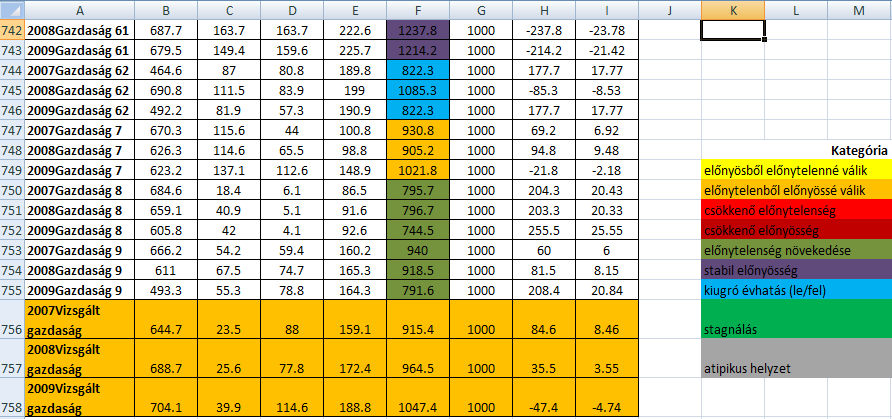 A B C D E F G H I J K L M
742 2008Gazdaság 61 687.7 163.7 163.7 222.6 1237.8 1000 -237.8 -23.78
743 2009Gazdaság 61 679.5 149.4 159.6 225.7 1214.2 1000 -214.2 -21.42
744 2007Gazdaság 62 464.6 87 80.8 189.8 822.3 1000 177.7 17.77
745 2008Gazdaság 62 690.8 111.5 83.9 199 1085.3 1000 -85.3 -8.53
746 2009Gazdaság 62 492.2 81.9 57.3 190.9 822.3 1000 177.7 17.77
747 2007Gazdaság 7 670.3 115.6 44 100.8 930.8 1000 69.2 6.92
748 2008Gazdaság 7 626.3 114.6 65.5 98.8 905.2 1000 94.8 9.48 Kategória
749 2009Gazdaság 7 623.2 137.1 112.6 148.9 1021.8 1000 -21.8 -2.18 előnyösből előnytelenné válik
750 2007Gazdaság 8 684.6 18.4 6.1 86.5 795.7 1000 204.3 20.43 előnytelenből előnyössé válik
751 2008Gazdaság 8 659.1 40.9 5.1 91.6 796.7 1000 203.3 20.33 csökkenő előnytelenség
752 2009Gazdaság 8 605.8 42 4.1 92.6 744.5 1000 255.5 25.55 csökkenő előnyösség
753 2007Gazdaság 9 666.2 54.2 59.4 160.2 940 1000 60 6 előnytelenség növekedése
754 2008Gazdaság 9 611 67.5 74.7 165.3 918.5 1000 81.5 8.15 stabil előnyösség
755 2009Gazdaság 9 493.3 55.3 78.8 164.3 791.6 1000 208.4 20.84 kiugró évhatás (le/fel)
2007Vizsgált
756 gazdaság 644.7 23.5 88 159.1 915.4 1000 84.6 8.46 stagnálás
2008Vizsgált
757 gazdaság 688.7 25.6 77.8 172.4 964.5 1000 35.5 3.55 atipikus helyzet
2009Vizsgált
758 gazdaság 704.1 39.9 114.6 188.8 1047.4 1000 -47.4 -4.74